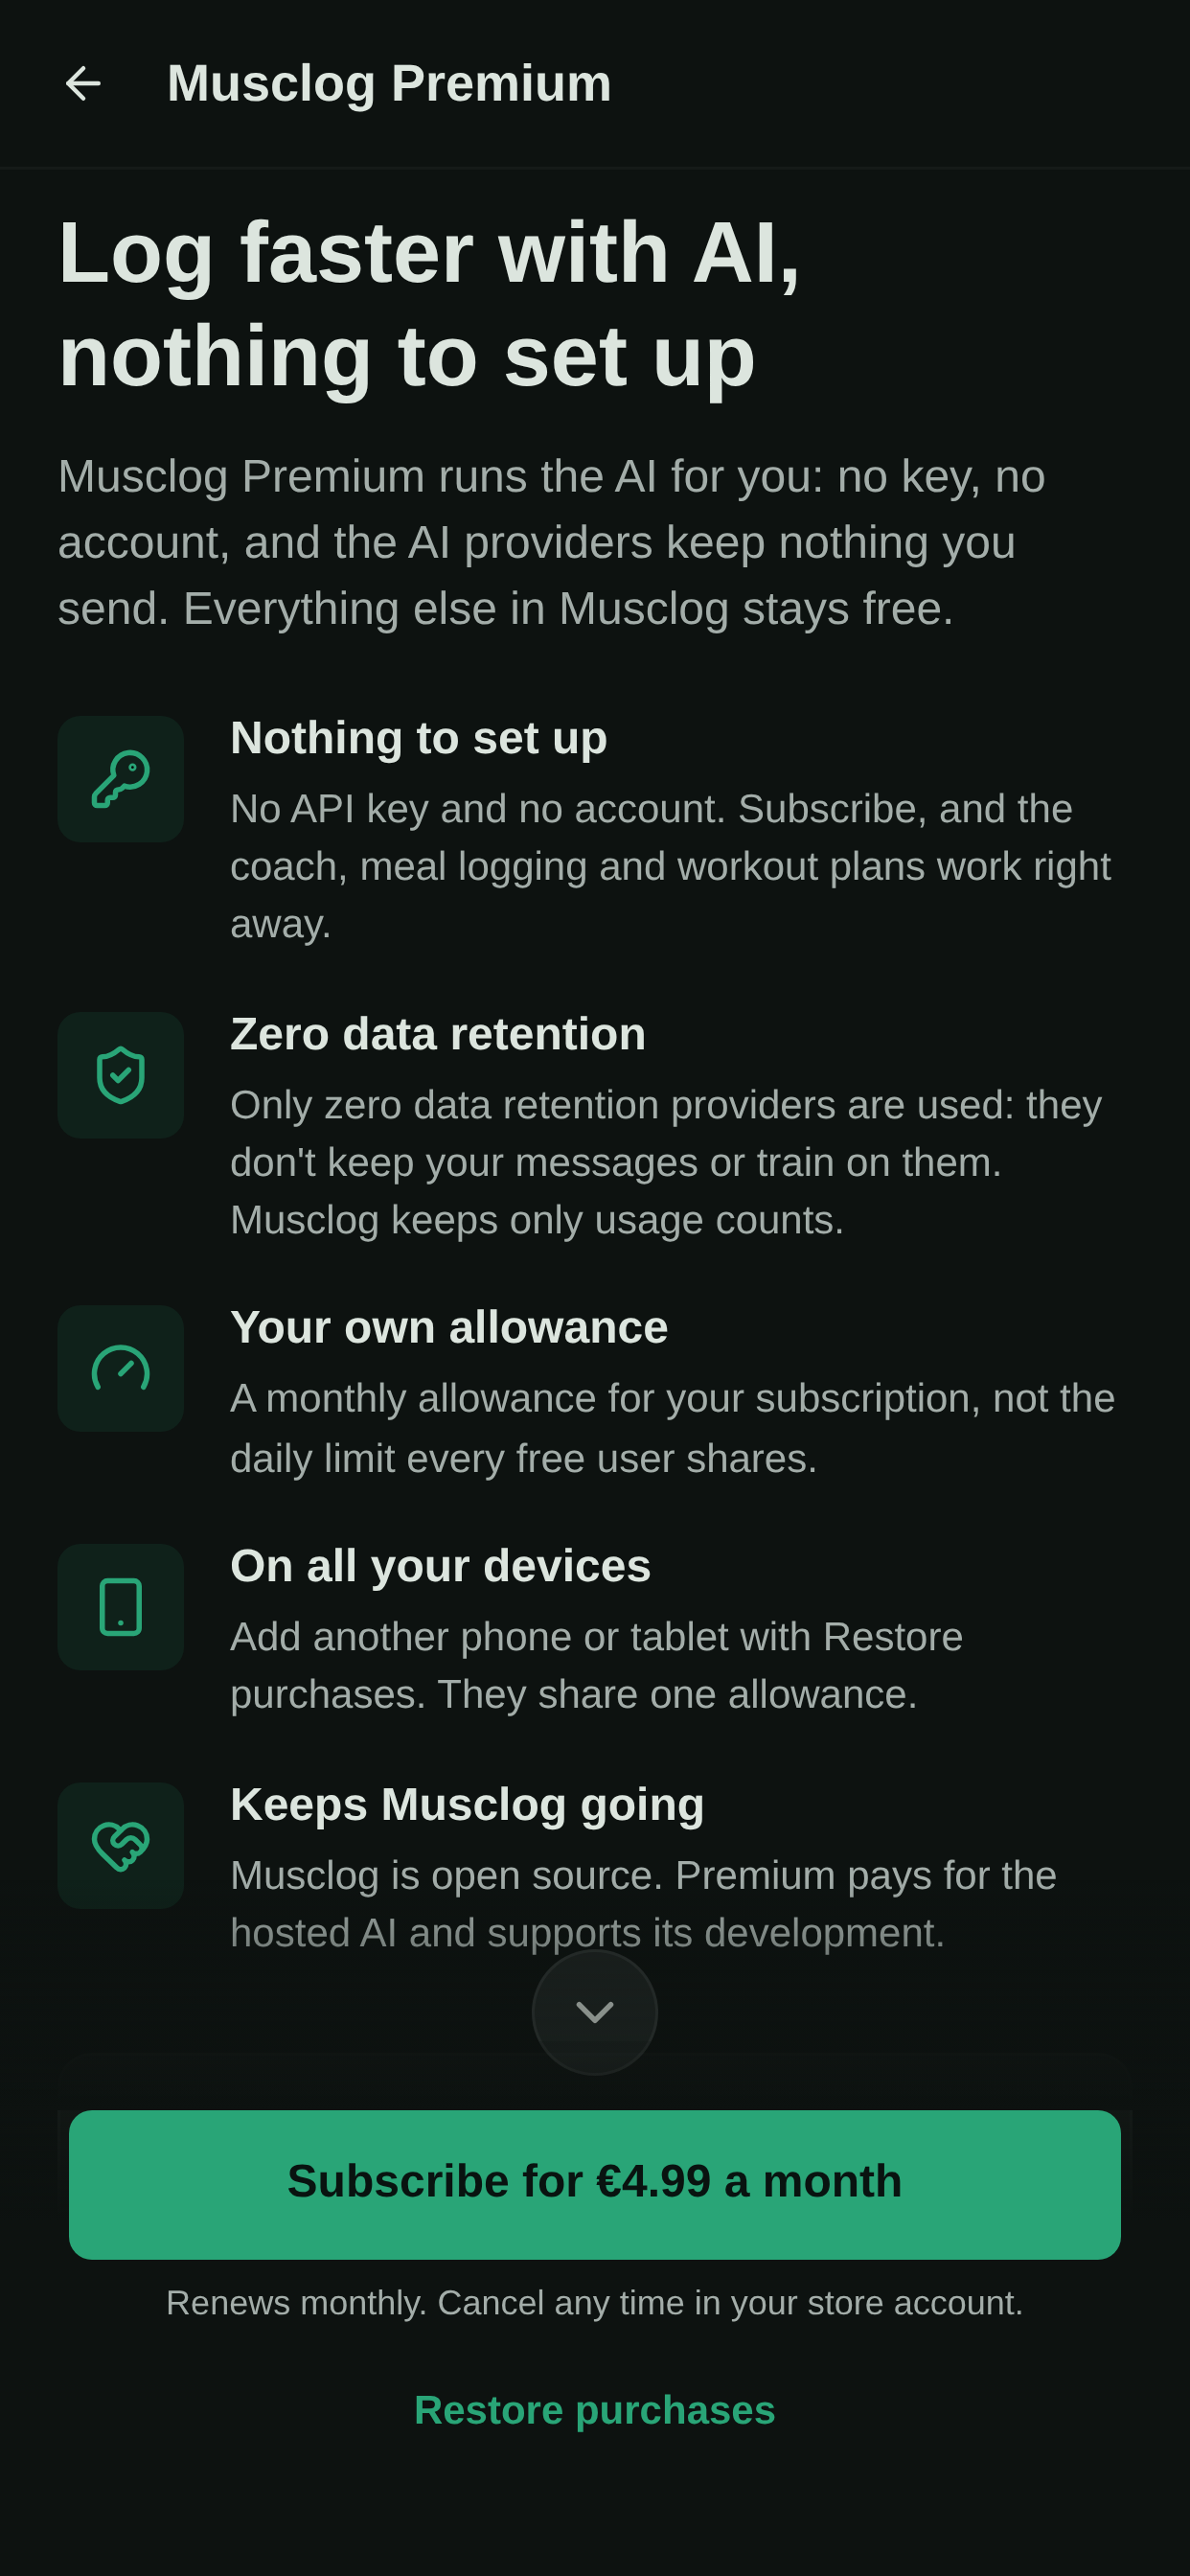 Musclog Premium
Log faster with AI,
nothing to set up
Musclog Premium runs the AI for you: no key, no
account, and the AI providers keep nothing you
send. Everything else in Musclog stays free.
Nothing to set up
No API key and no account. Subscribe, and the
coach, meal logging and workout plans work right
away.
Zero data retention
Only zero data retention providers are used: they
don't keep your messages or train on them.
Musclog keeps only usage counts.
Your own allowance
A monthly allowance for your subscription, not the
daily limit every free user shares.
On all your devices
Add another phone or tablet with Restore
purchases. They share one allowance.
Keeps Musclog going
Musclog is open source. Premium pays for the
hosted AI and supports its development.
Subscribe for €4.99 a month
Renews monthly. Cancel any time in your store account.
Restore purchases